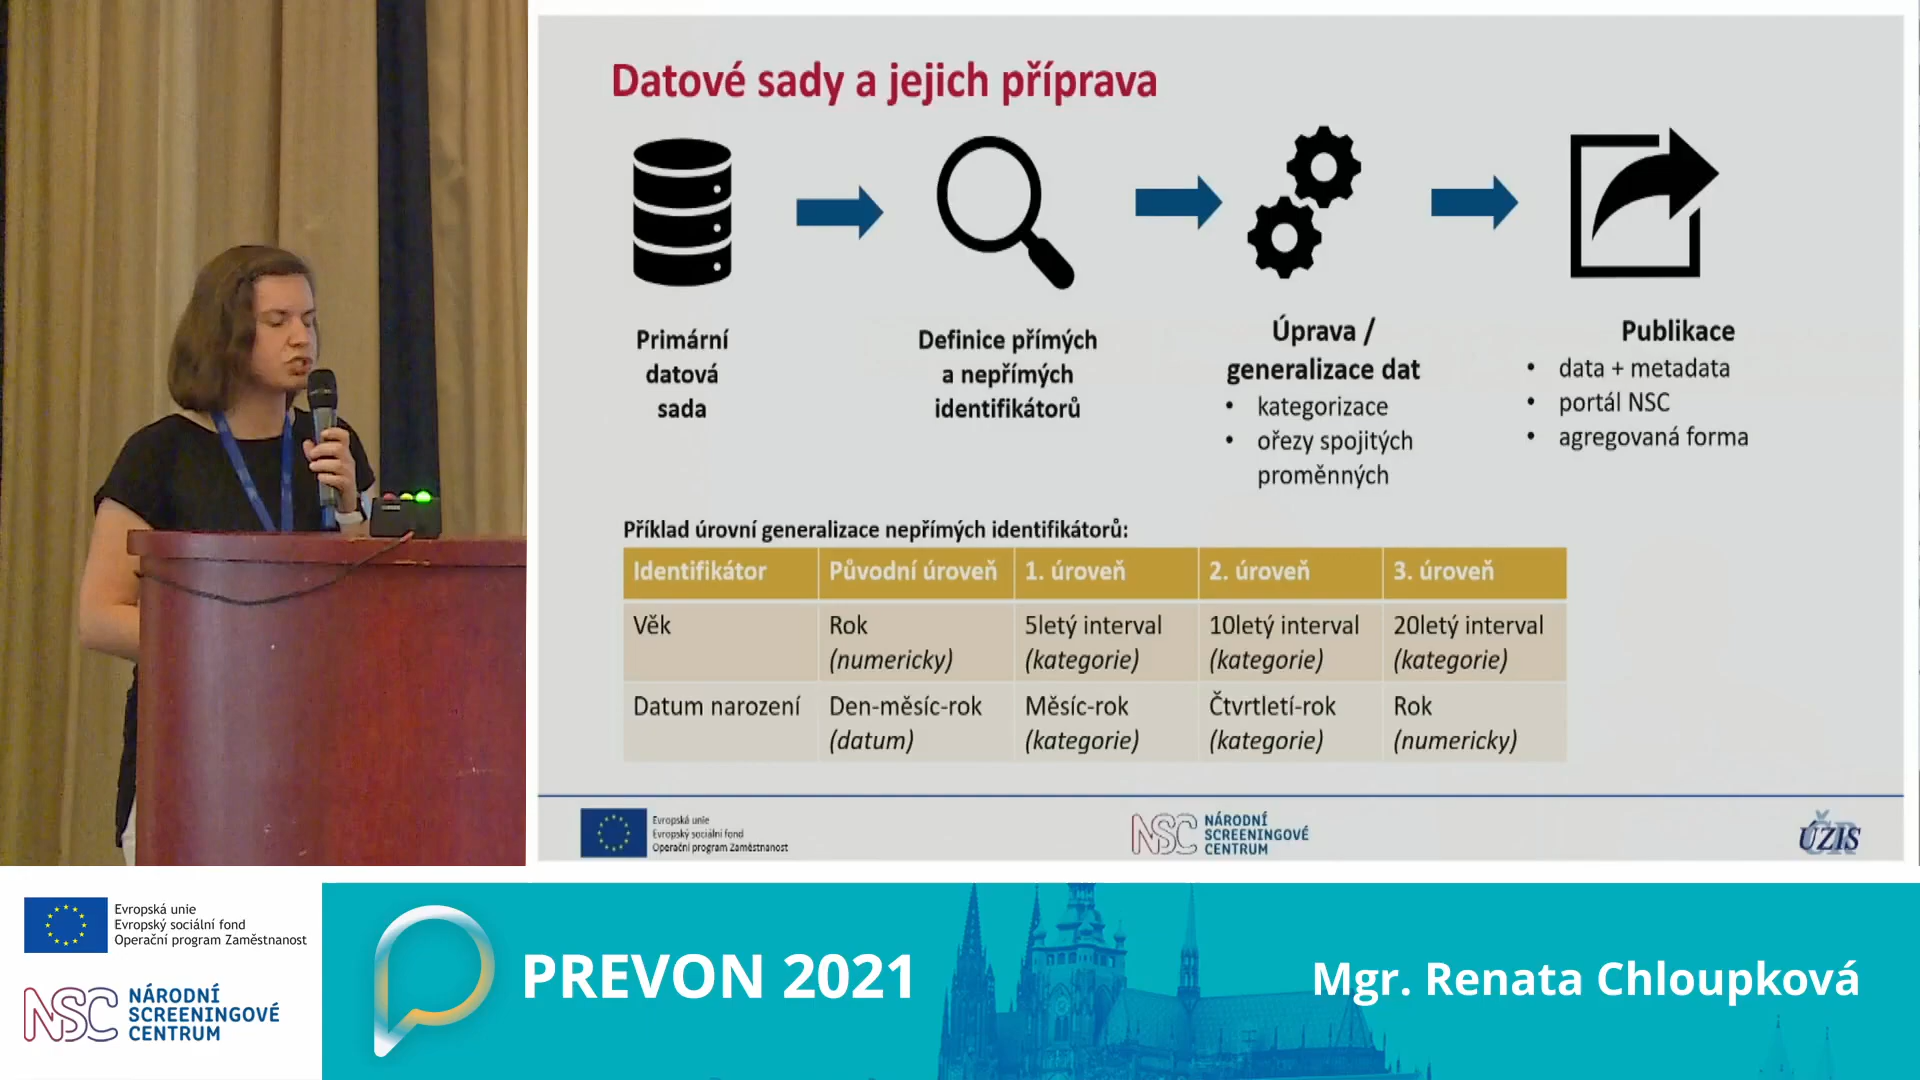 Datové sady a jejich příprava
Primární
datová
sada
Definice přímých
a nepřímých
identifikátorů
Úprava /
generalizace dat
• kategorizace
• ořezy spojitých
proměnných
Publikace
• data + metadata
• portál NSC
• agregovaná forma
Příklad úrovní generalizace nepřímých identifikátorů:
Identifikátor Původní úroveň 1. úroveň 2. úroveň 3. úroveň
Věk Rok 5letý interval 10letý interval 20letý interval
(numericky) (kategorie) (kategorie) (kategorie)
Datum narození Den-měsíc-rok Měsíc-rok Čtvrtletí-rok Rok
(datum) (kategorie) (kategorie) (numericky)
Evropská unie
Evropský sociální fond
Operační program Zaměstnanost
NSC NÁRODNÍ
SCREENINGOVÉ
CENTRUM
ÚZIS
ČR
Evropská unie
Evropský sociální fond
Operační program Zaměstnanost
NSC NÁRODNÍ
SCREENINGOVÉ
CENTRUM
PREVON 2021
Mgr. Renata Chloupková